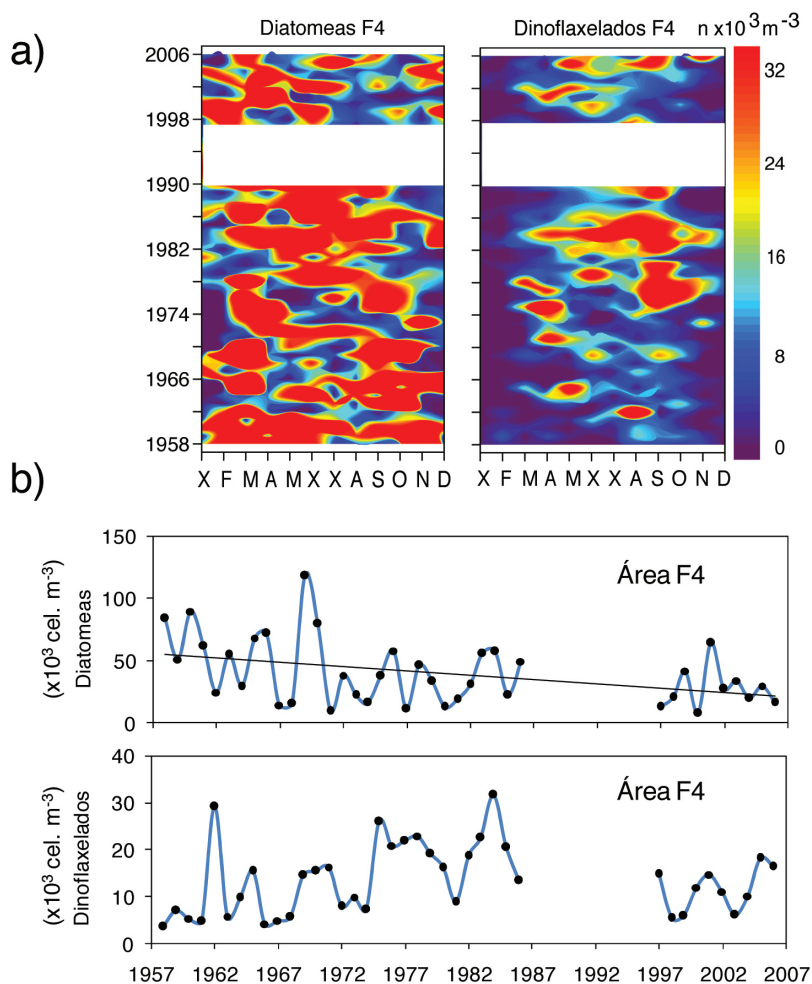 a)
Diatomeas F4
Dinoflaxelados F4
n x10³ m⁻³
2006
1998
1990
1982
1974
1966
1958
X F M A M X X A S O N D
X F M A M X X A S O N D
32
24
16
8
0
b)
(x10³ cel. m⁻³)
Diatomeas
150
100
50
0
Área F4
(x10³ cel. m⁻³)
Dinoflaxelados
40
30
20
10
0
Área F4
1957 1962 1967 1972 1977 1982 1987 1992 1997 2002 2007